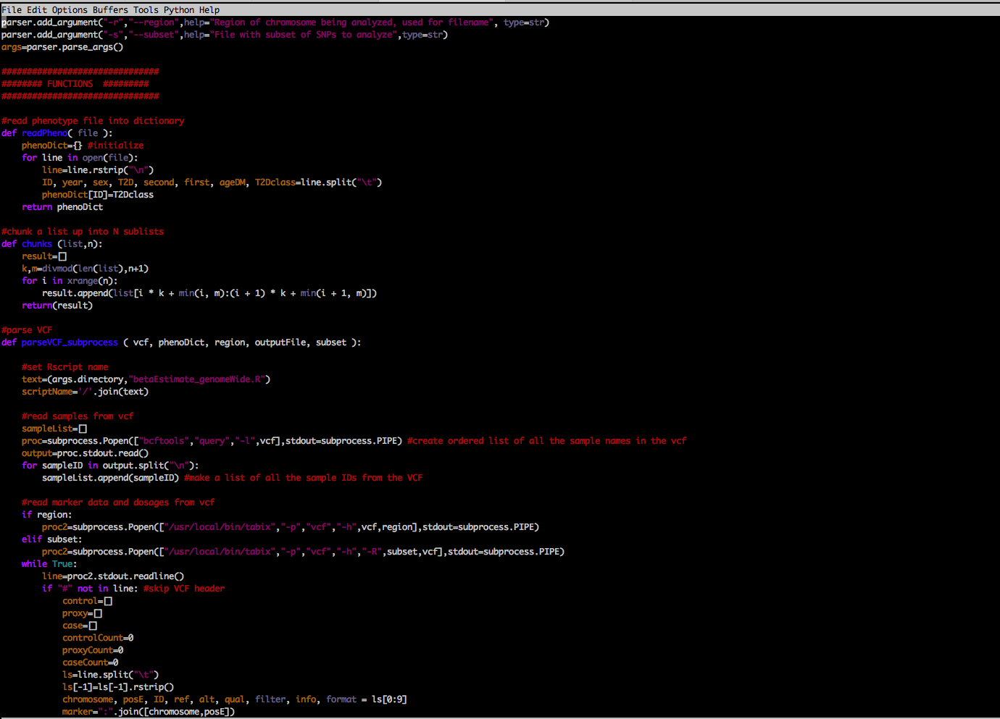 File Edit Options Buffers Tools Python Help
parser.add_argument("-r","--region",help="Region of chromosome being analyzed, used for filename", type=str)
parser.add_argument("-s","--subset",help="File with subset of SNPs to analyze",type=str)
args=parser.parse_args()

###############################
######## FUNCTIONS  #########
###############################

#read phenotype file into dictionary
def readPheno( file ):
    phenoDict={} #initialize
    for line in open(file):
        line=line.rstrip("\n")
        ID, year, sex, T2D, second, first, ageDM, T2Dclass=line.split("\t")
        phenoDict[ID]=T2Dclass
    return phenoDict

#chunk a list up into N sublists
def chunks (list,n):
    result=[]
    k,m=divmod(len(list),n+1)
    for i in xrange(n):
        result.append(list[i * k + min(i, m):(i + 1) * k + min(i + 1, m)])
    return(result)

#parse VCF
def parseVCF_subprocess ( vcf, phenoDict, region, outputFile, subset ):

    #set Rscript name
    text=(args.directory,"betaEstimate_genomeWide.R")
    scriptName='/'.join(text)

    #read samples from vcf
    sampleList=[]
    proc=subprocess.Popen(["bcftools","query","-l",vcf],stdout=subprocess.PIPE) #create ordered list of all the sample names in the vcf
    output=proc.stdout.read()
    for sampleID in output.split("\n"):
        sampleList.append(sampleID) #make a list of all the sample IDs from the VCF

    #read marker data and dosages from vcf
    if region:
        proc2=subprocess.Popen(["/usr/local/bin/tabix","-p","vcf","-h",vcf,region],stdout=subprocess.PIPE)
    elif subset:
        proc2=subprocess.Popen(["/usr/local/bin/tabix","-p","vcf","-h","-R",subset,vcf],stdout=subprocess.PIPE)
    while True:
        line=proc2.stdout.readline()
        if "#" not in line: #skip VCF header
            control=[]
            proxy=[]
            case=[]
            controlCount=0
            proxyCount=0
            caseCount=0
            ls=line.split("\t")
            ls[-1]=ls[-1].rstrip()
            chromosome, posE, ID, ref, alt, qual, filter, info, format = ls[0:9]
            marker=":".join([chromosome,posE])